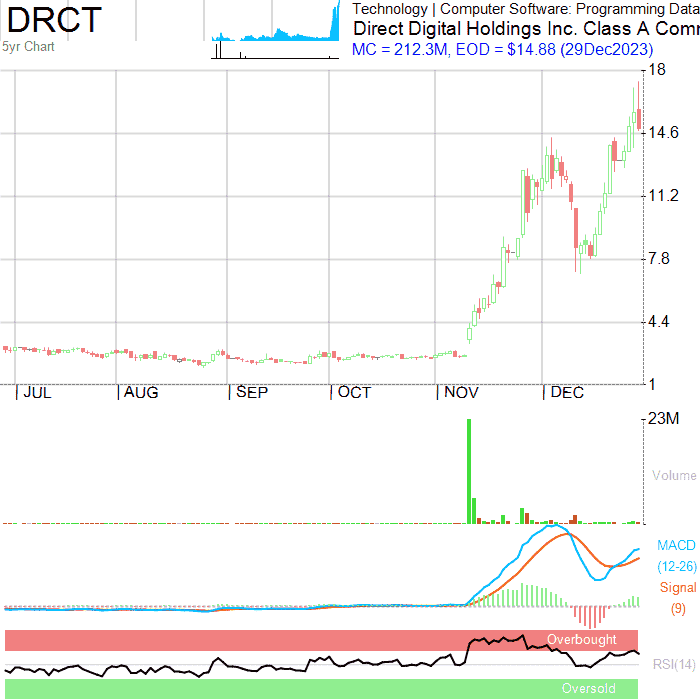 DRCT
5yr Chart
Technology | Computer Software: Programming Data
Direct Digital Holdings Inc. Class A Com
MC = 212.3M, EOD = $14.88 (29Dec2023)
18
14.6
11.2
7.8
4.4
1
JUL AUG SEP OCT NOV DEC
23M
Volume
MACD
(12-26)
Signal
(9)
Overbought
RSI(14)
Oversold